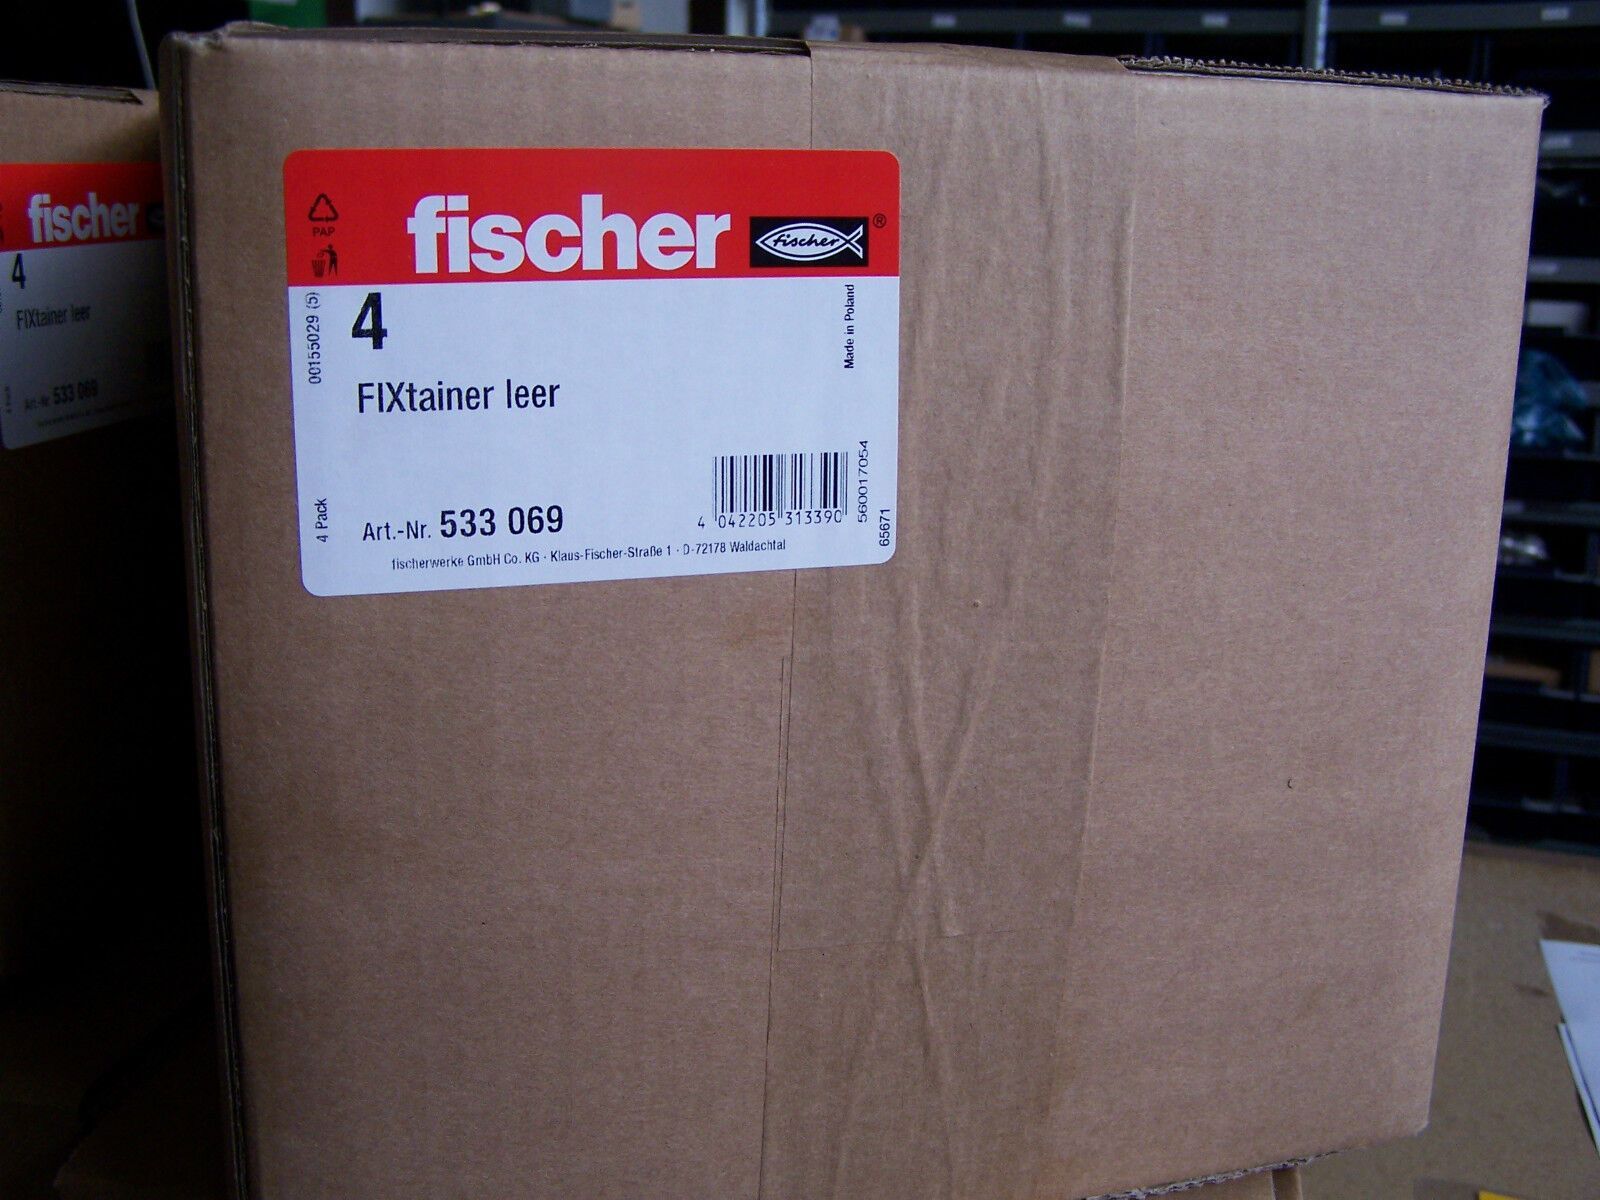 fischer
fischer ®
PAP
4
FIXtainer leer
00155029 (5)
Made in Poland
4 Pack
Art.-Nr. 533 069
4 042205 313390
560017054
65671
fischerwerke GmbH Co. KG · Klaus-Fischer-Straße 1 · D-72178 Waldachtal
fischer
4
FIXtainer leer
Art.-Nr. 533 069